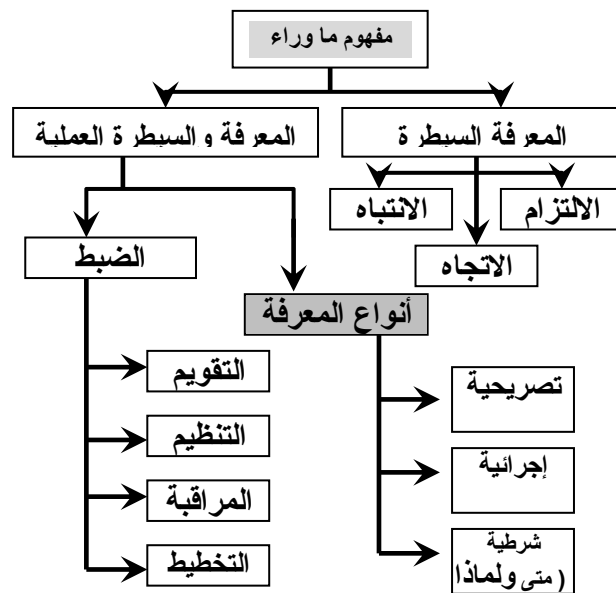 مفهوم ما وراء
المعرفة السيطرة
المعرفة والسيطرة العملية
الالتزام
الانتباه
الاتجاه
الضبط
أنواع المعرفة
تصريحية
إجرائية
شرطية
( متى ولماذا
التقويم
التنظيم
المراقبة
التخطيط